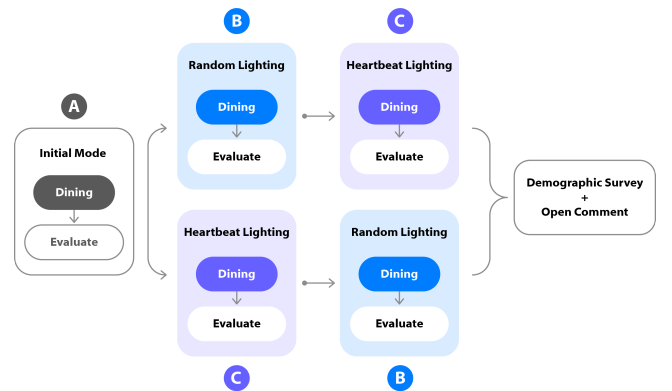 B
C
Random Lighting
Heartbeat Lighting
Dining
Dining
Evaluate
Evaluate
A
Initial Mode
Dining
Evaluate
Demographic Survey
+
Open Comment
Heartbeat Lighting
Random Lighting
Dining
Dining
Evaluate
Evaluate
C
B